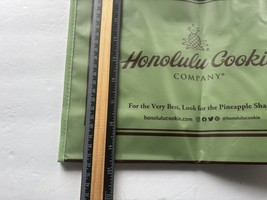 Honolulu Cooki
COMPANY®
For the Very Best, Look for the Pineapple Sha
honolulucookie.com @honolulucookie